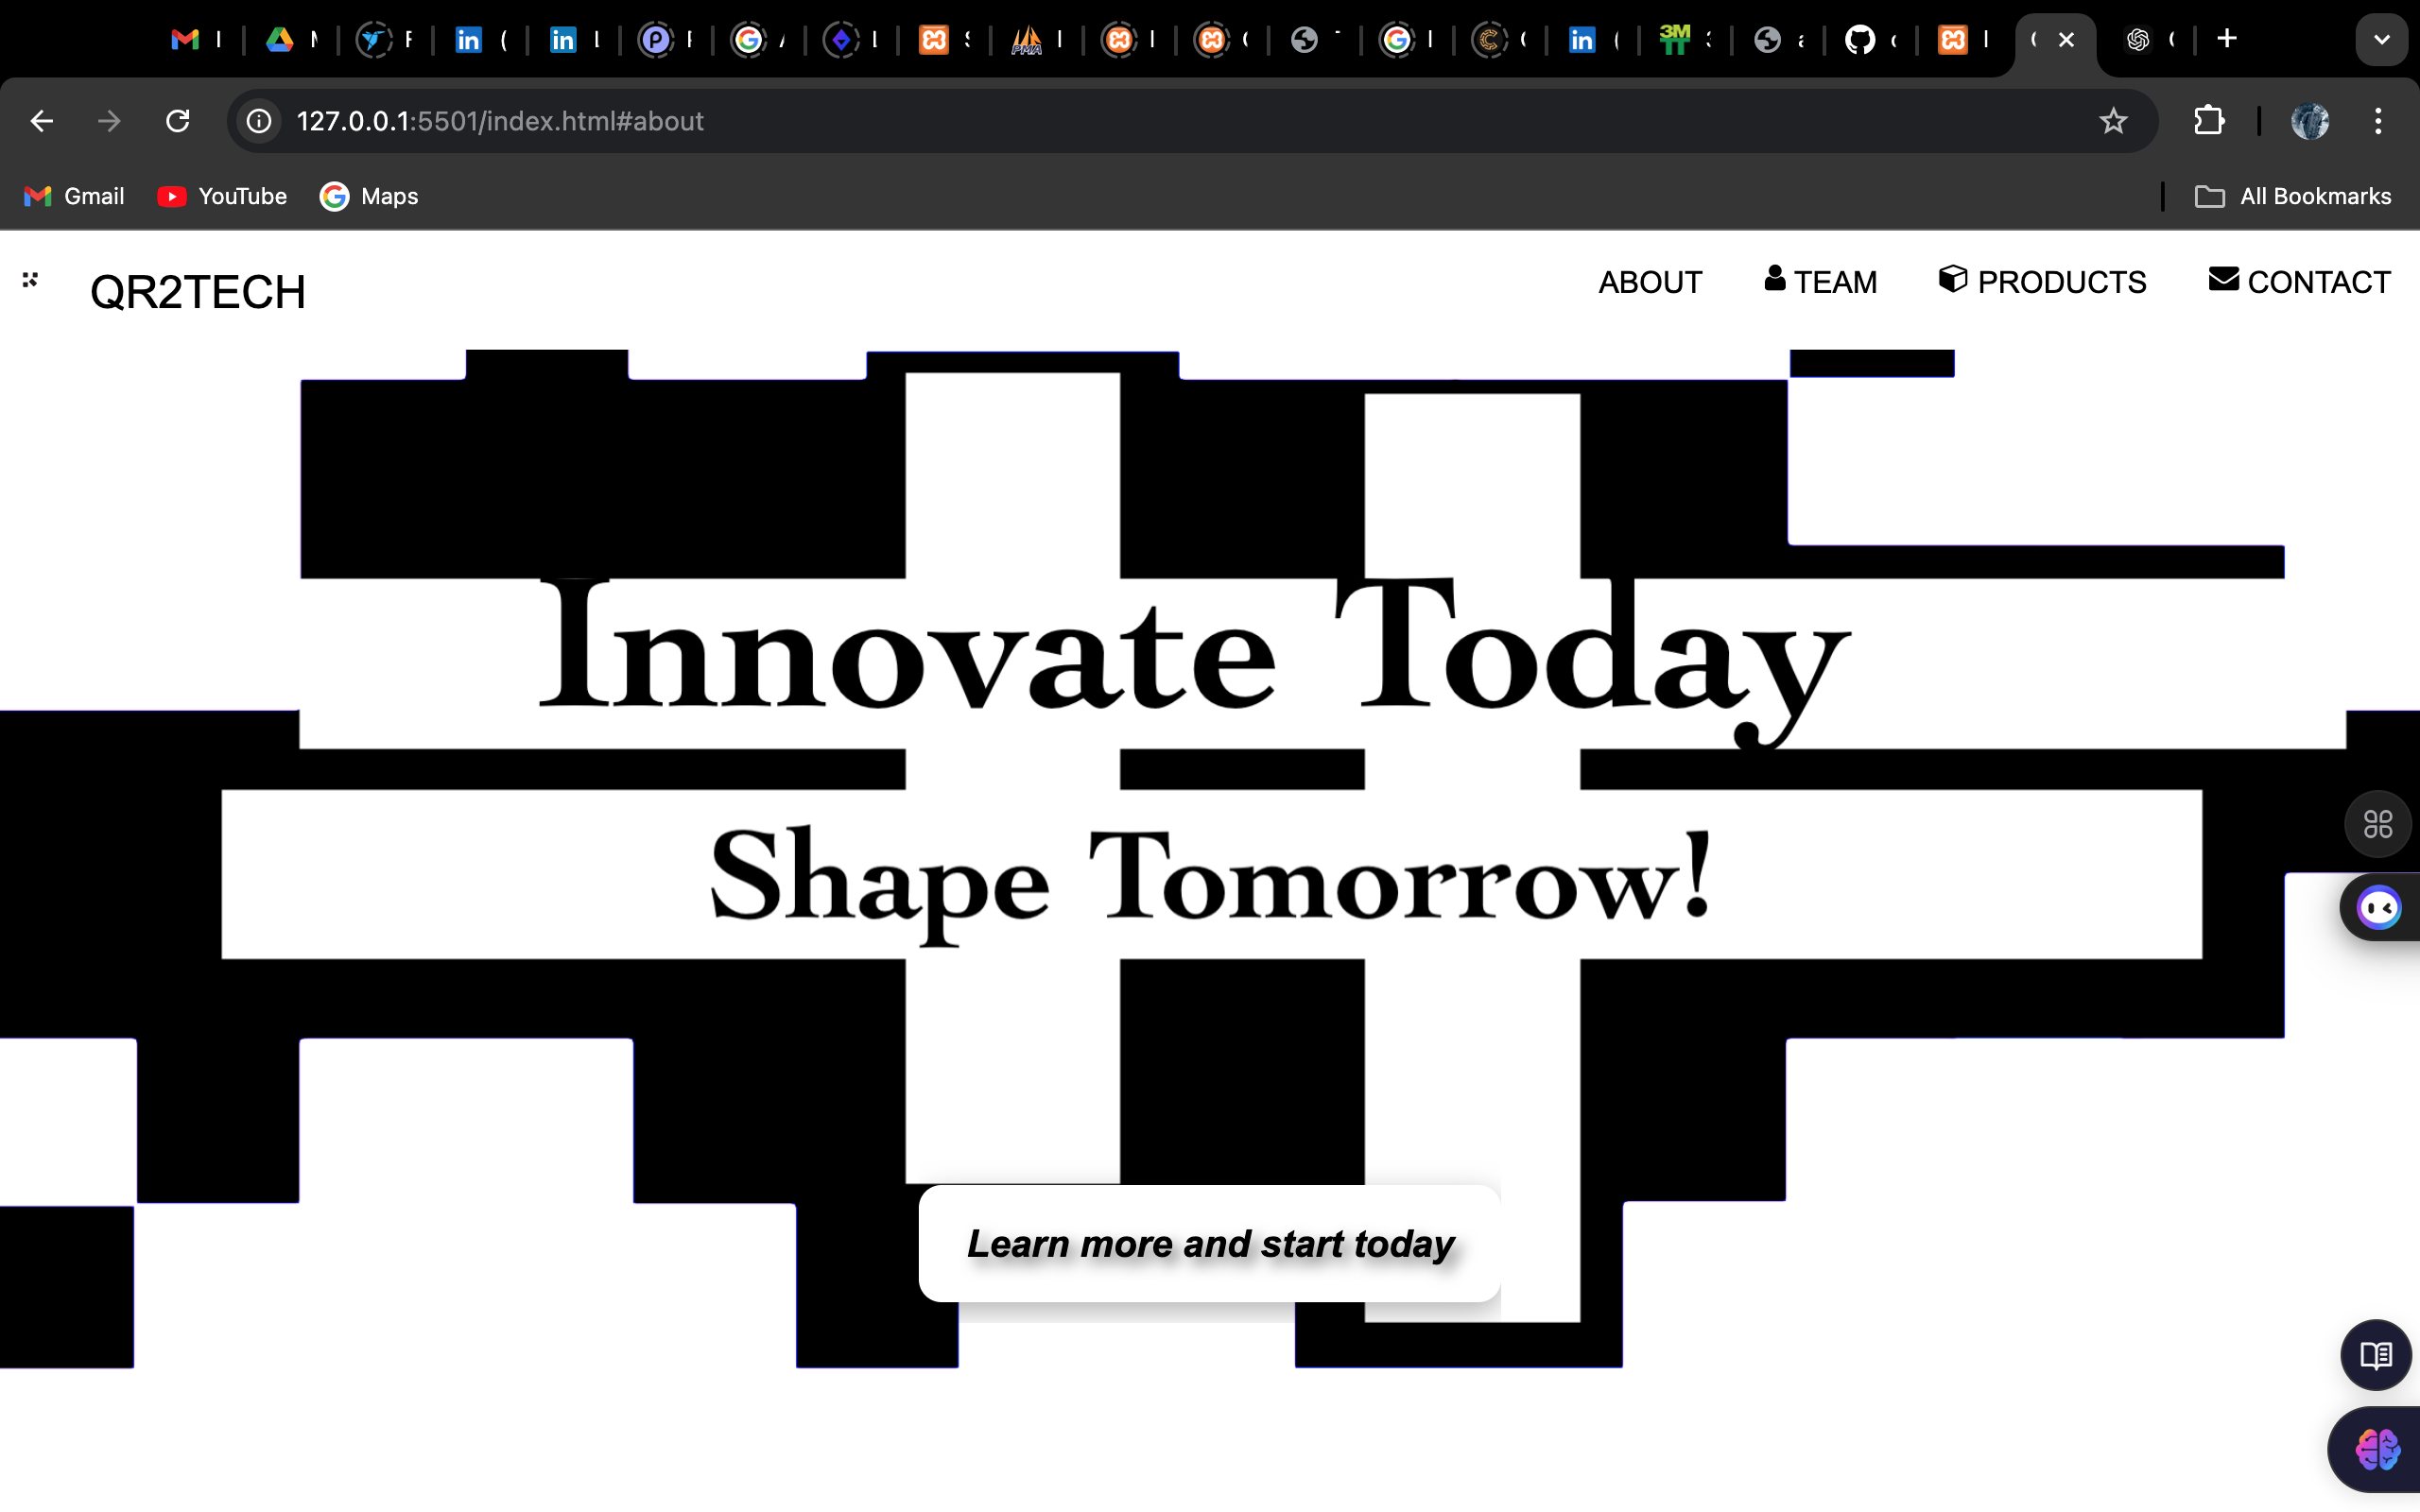 127.0.0.1:5501/index.html#about
Gmail YouTube Maps All Bookmarks
QR2TECH ABOUT TEAM PRODUCTS CONTACT
Innovate Today
Shape Tomorrow!
Learn more and start today